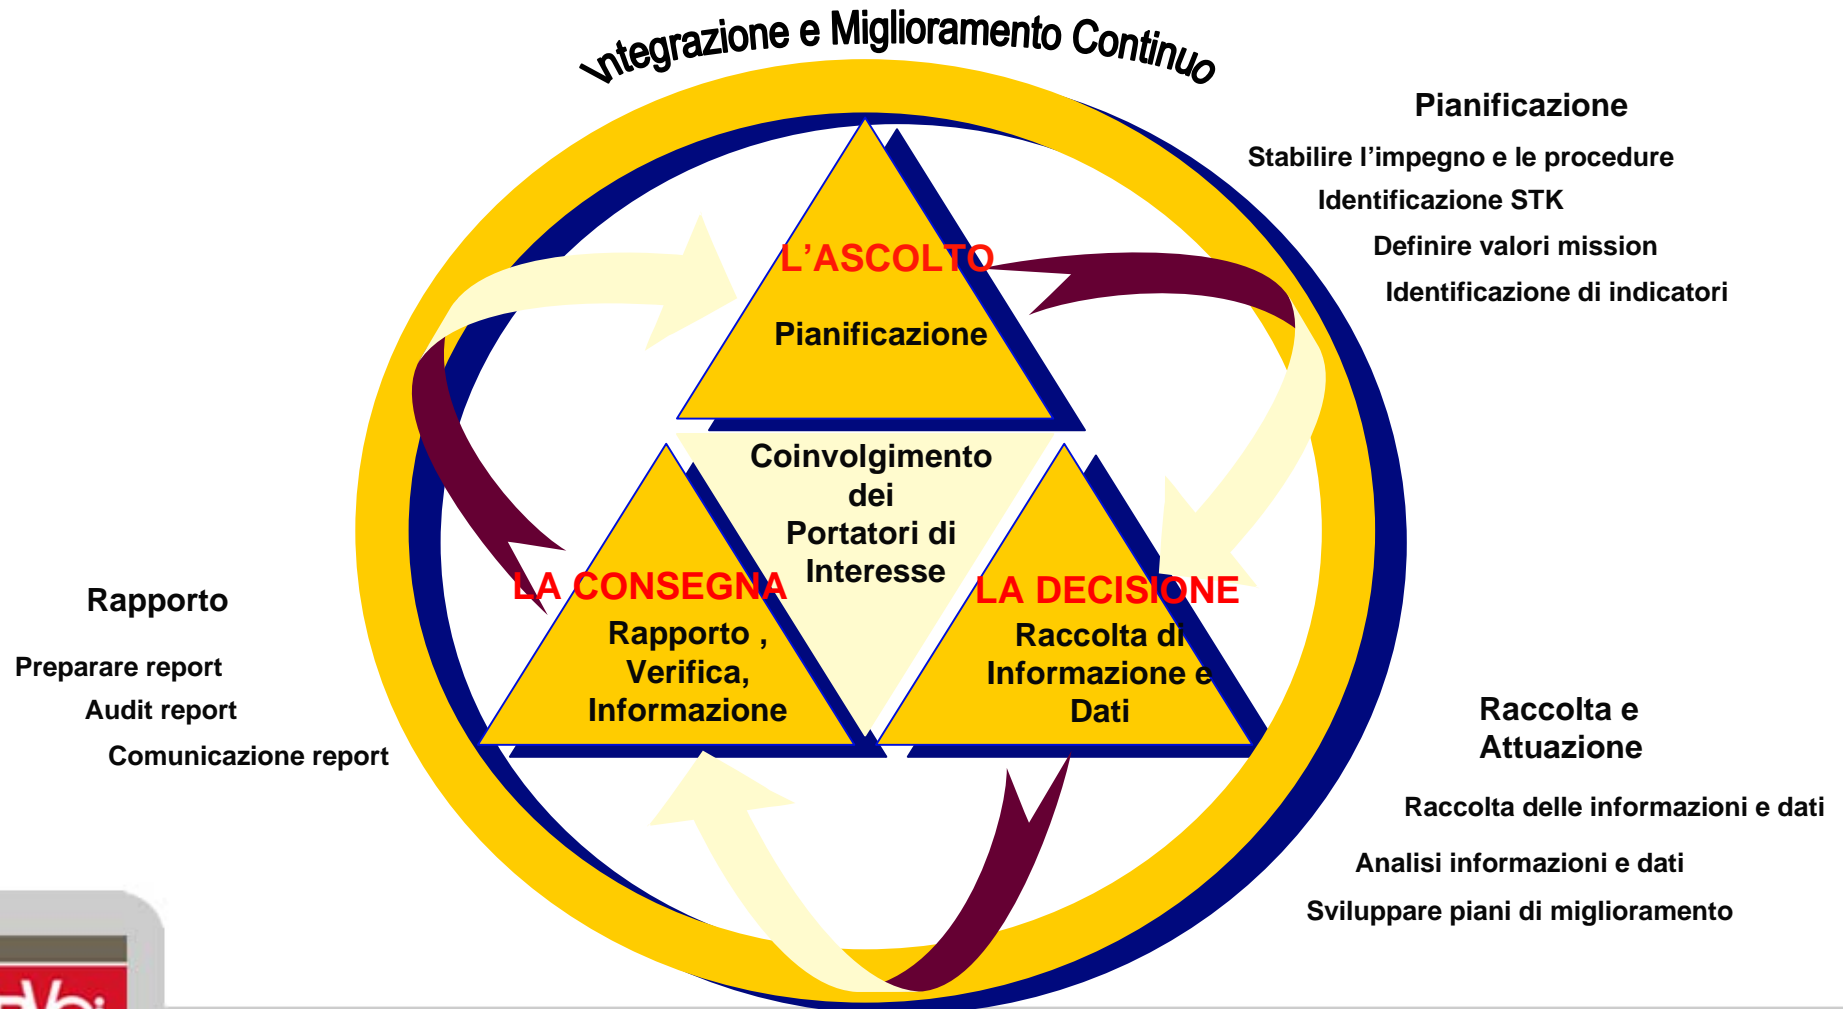 Integrazione e Miglioramento Continuo
Pianificazione
Stabilire l'impegno e le procedure
Identificazione STK
Definire valori mission
Identificazione di indicatori
L'ASCOLTO
Pianificazione
Coinvolgimento
dei
Portatori di
Interesse
LA CONSEGNA
Rapporto ,
Verifica,
Informazione
LA DECISIONE
Raccolta di
Informazione e
Dati
Rapporto
Preparare report
Audit report
Comunicazione report
Raccolta e
Attuazione
Raccolta delle informazioni e dati
Analisi informazioni e dati
Sviluppare piani di miglioramento